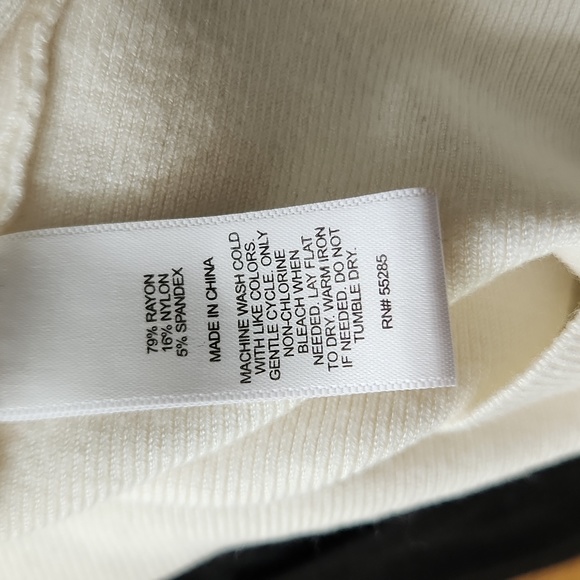 79% RAYON
16% NYLON
5% SPANDEX
MADE IN CHINA
MACHINE WASH COLD
WITH LIKE COLORS.
GENTLE CYCLE. ONLY
NON-CHLORINE
BLEACH WHEN
NEEDED. LAY FLAT
TO DRY. WARM IRON
IF NEEDED. DO NOT
TUMBLE DRY.
RN# 55285